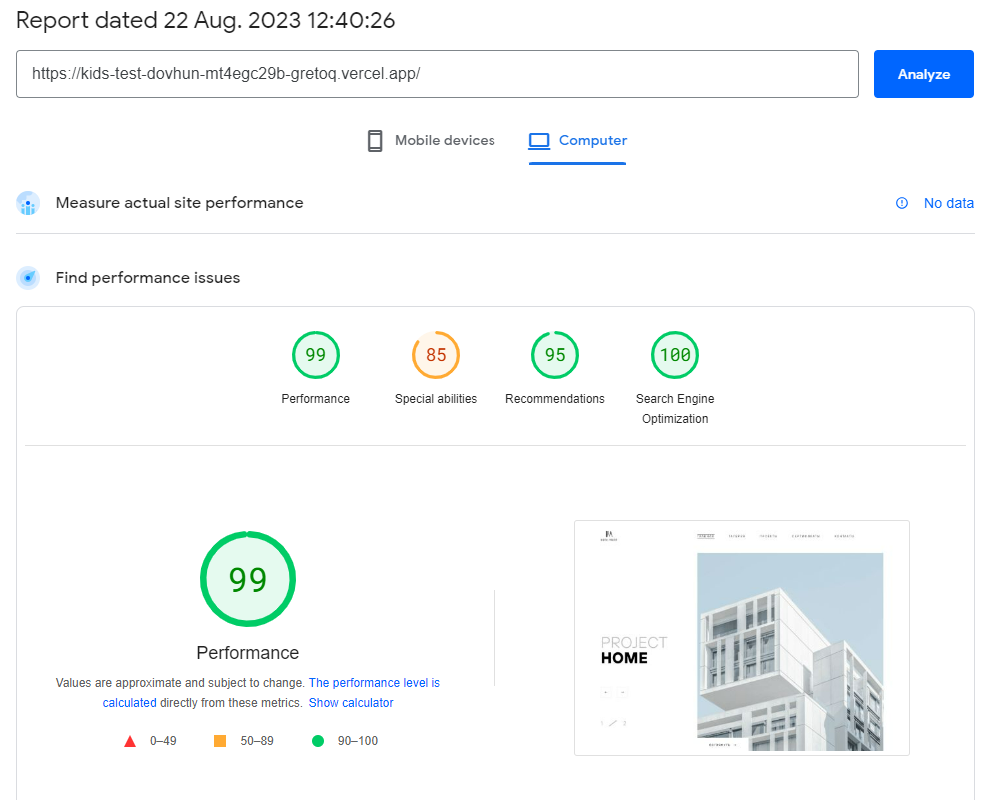 Report dated 22 Aug. 2023 12:40:26
https://kids-test-dovhun-mt4egc29b-gretoq.vercel.app/
Analyze
Mobile devices
Computer
Measure actual site performance
No data
Find performance issues
99
85
95
100
Performance
Special abilities
Recommendations
Search Engine
Optimization
99
Performance
Values are approximate and subject to change. The performance level is
calculated directly from these metrics. Show calculator
0–49
50–89
90–100
PROJECT
HOME